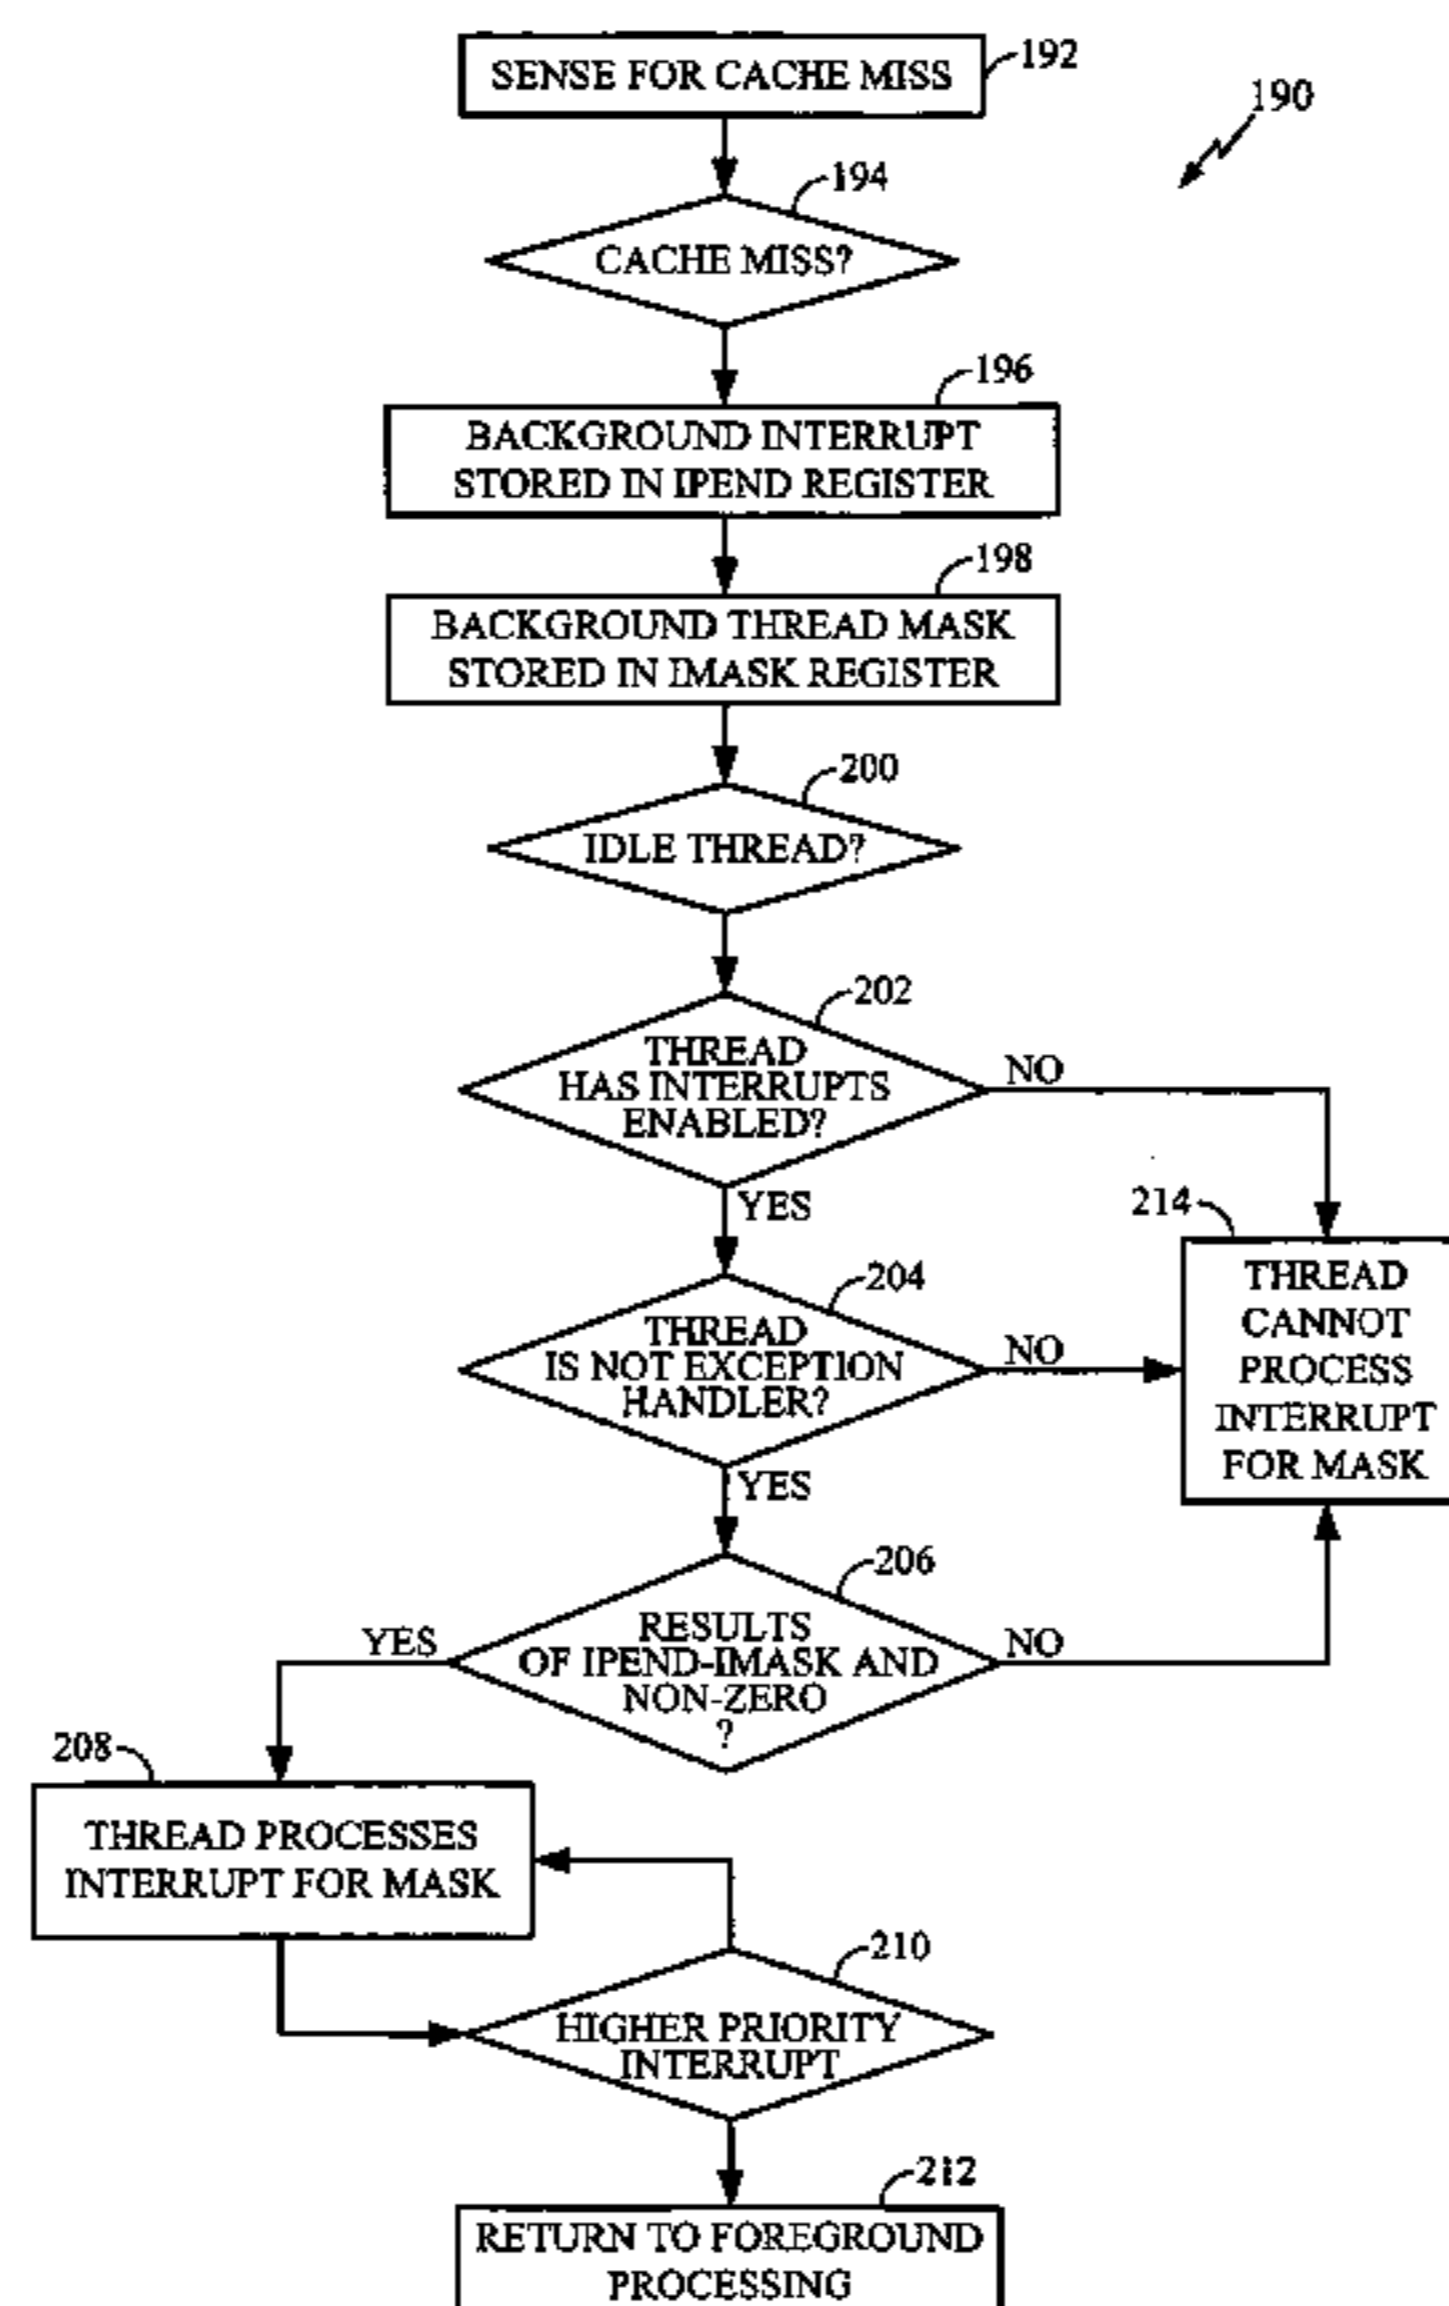 SENSE FOR CACHE MISS
192
190
194
CACHE MISS?
196
BACKGROUND INTERRUPT
STORED IN IPEND REGISTER
198
BACKGROUND THREAD MASK
STORED IN IMASK REGISTER
200
IDLE THREAD?
202
THREAD
HAS INTERRUPTS
ENABLED?
NO
YES
214
THREAD
CANNOT
PROCESS
INTERRUPT
FOR MASK
204
THREAD
IS NOT EXCEPTION
HANDLER?
NO
YES
206
RESULTS
OF IPEND-IMASK AND
NON-ZERO
?
YES
NO
208
THREAD PROCESSES
INTERRUPT FOR MASK
210
HIGHER PRIORITY
INTERRUPT
212
RETURN TO FOREGROUND
PROCESSING